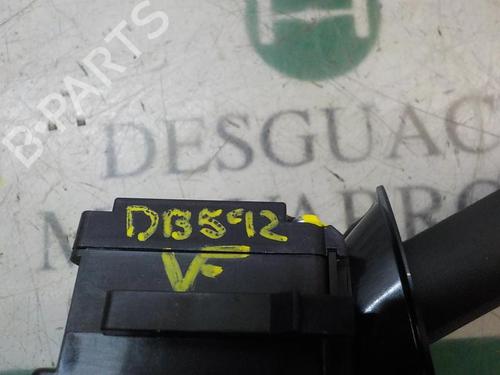 B-PARTS
DESGUAC
DB592
VF